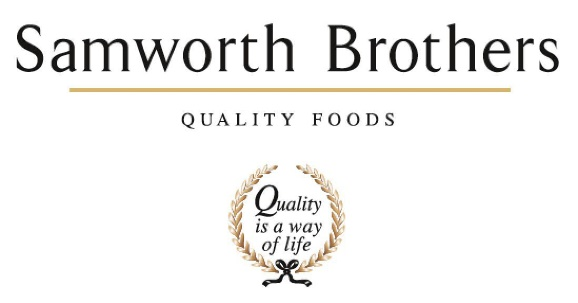 Samworth Brothers
QUALITY FOODS
Quality
is a way
of life